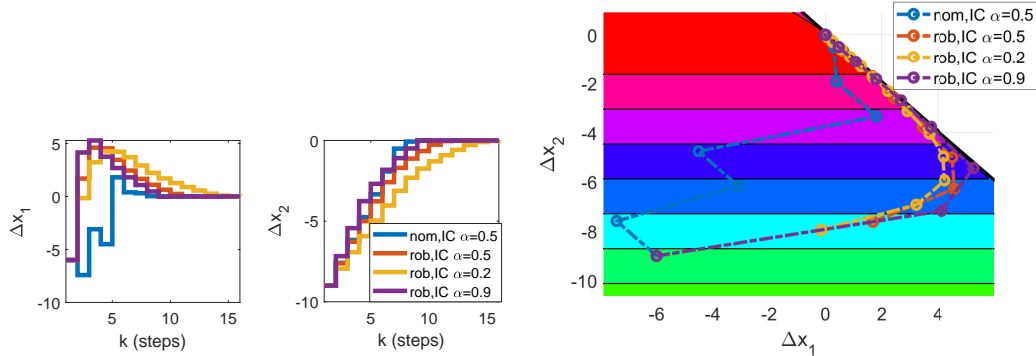 5
0
-5
-10
5
10
15
Δx1
k (steps)
0
-5
-10
5
10
15
Δx2
k (steps)
nom,IC α=0.5
rob,IC α=0.5
rob,IC α=0.2
rob,IC α=0.9
0
-2
-4
-6
-8
-10
-6
-4
-2
0
2
4
6
Δx2
Δx1
nom,IC α=0.5
rob,IC α=0.5
rob,IC α=0.2
rob,IC α=0.9